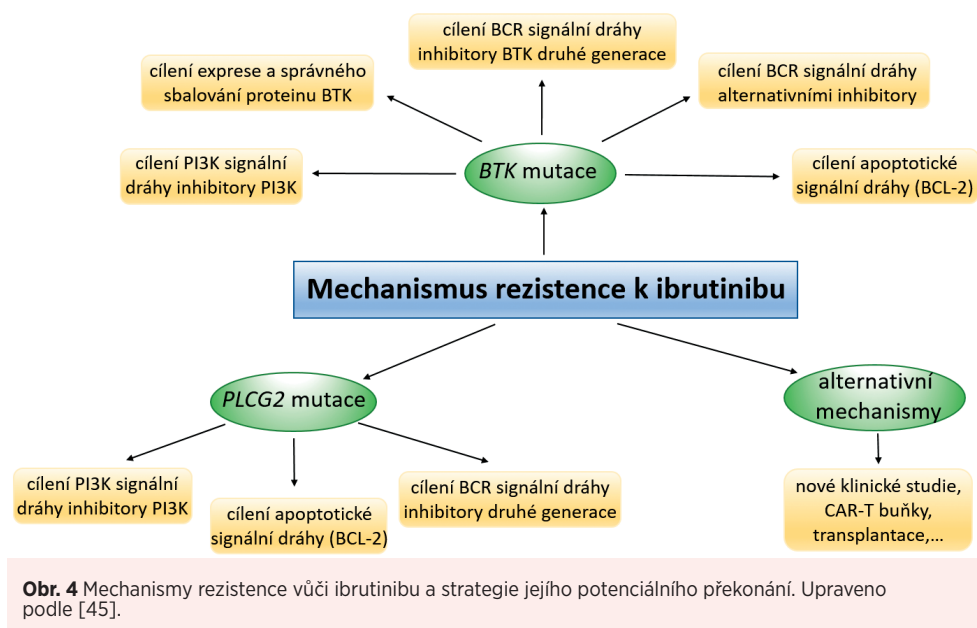 cílení BCR signální dráhy
inhibitory BTK druhé generace
cílení exprese a správného
sbalování proteinu BTK
cílení BCR signální dráhy
alternativními inhibitory
cílení PI3K signální
dráhy inhibitory PI3K
BTK mutace
cílení apoptotické
signální dráhy (BCL-2)
Mechanismus rezistence k ibrutinibu
PLCG2 mutace
alternativní
mechanismy
cílení PI3K signální
dráhy inhibitory PI3K
cílení apoptotické
signální dráhy (BCL-2)
cílení BCR signální dráhy
inhibitory druhé generace
nové klinické studie,
CAR-T buňky,
transplantace,...
Obr. 4 Mechanismy rezistence vůči ibrutinibu a strategie jejího potenciálního překonání. Upraveno
podle [45].